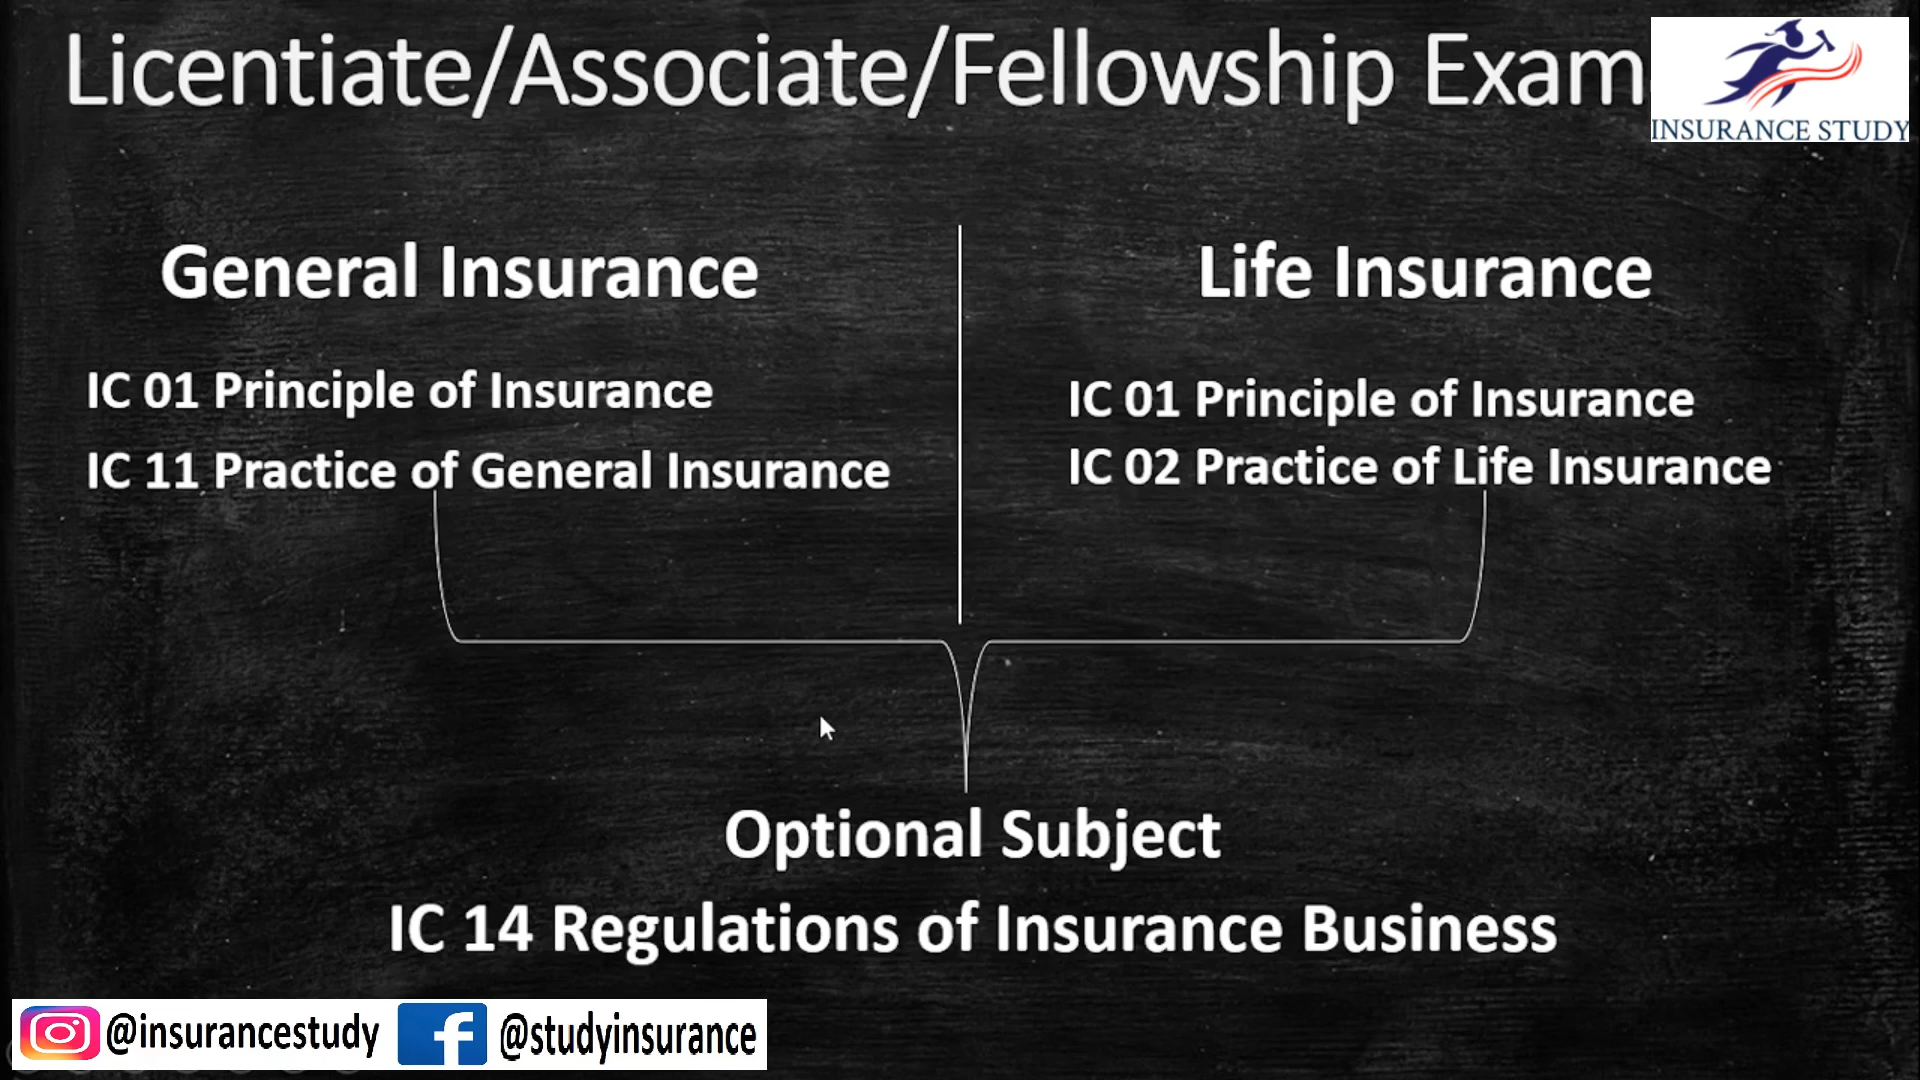 Licentiate/Associate/Fellowship Exam
INSURANCE STUDY
General Insurance
IC 01 Principle of Insurance
IC 11 Practice of General Insurance
Life Insurance
IC 01 Principle of Insurance
IC 02 Practice of Life Insurance
Optional Subject
IC 14 Regulations of Insurance Business
@insurancestudy
@studyinsurance